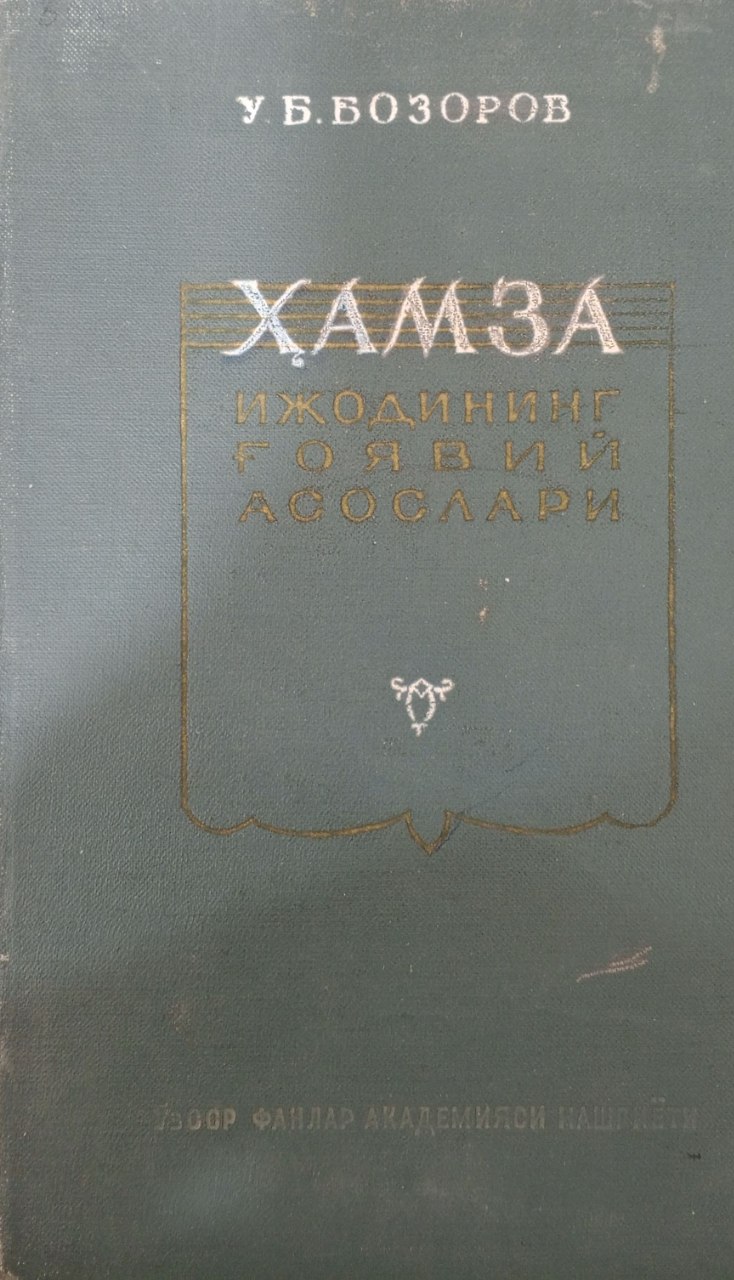 У. Б. БОЗОРОВ
ҲАМЗА
ИЖОДИНИНГ
ҒОЯВИЙ
АСОСЛАРИ
ЎЗССР ФАНЛАР АКАДЕМИЯСИ НАШРИЁТИ